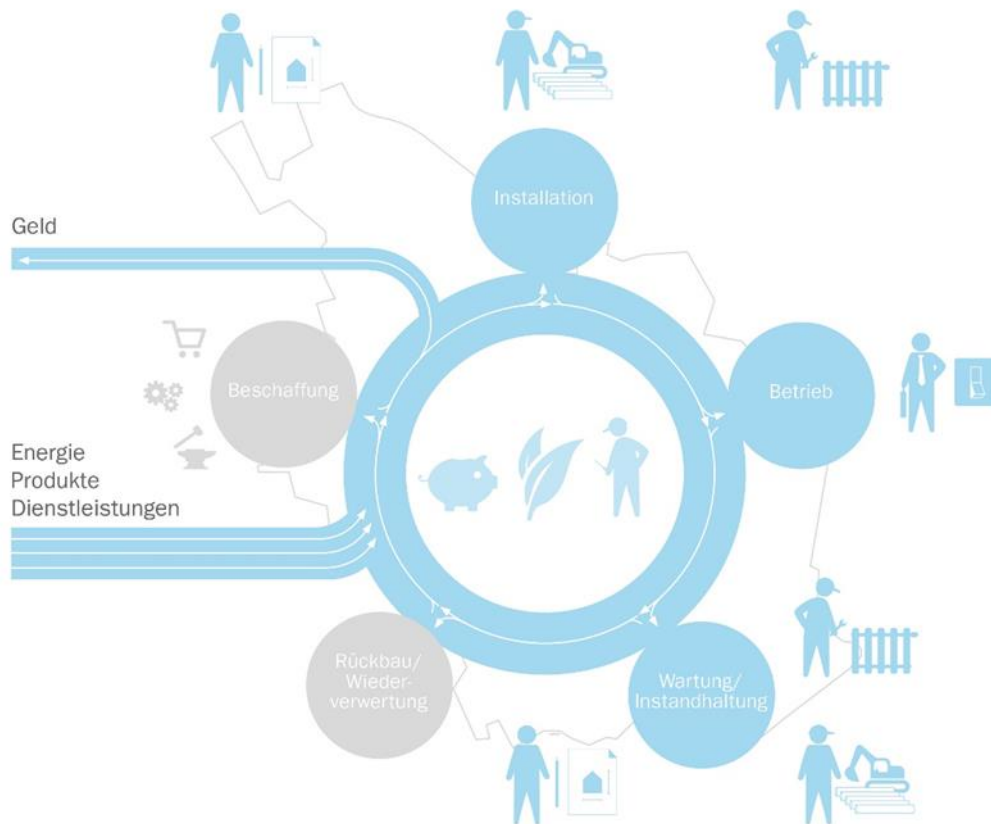 Installation
Geld
Beschaffung
Betrieb
Energie
Produkte
Dienstleistungen
Rückbau/
Wieder-
verwertung
Wartung/
Instandhaltung